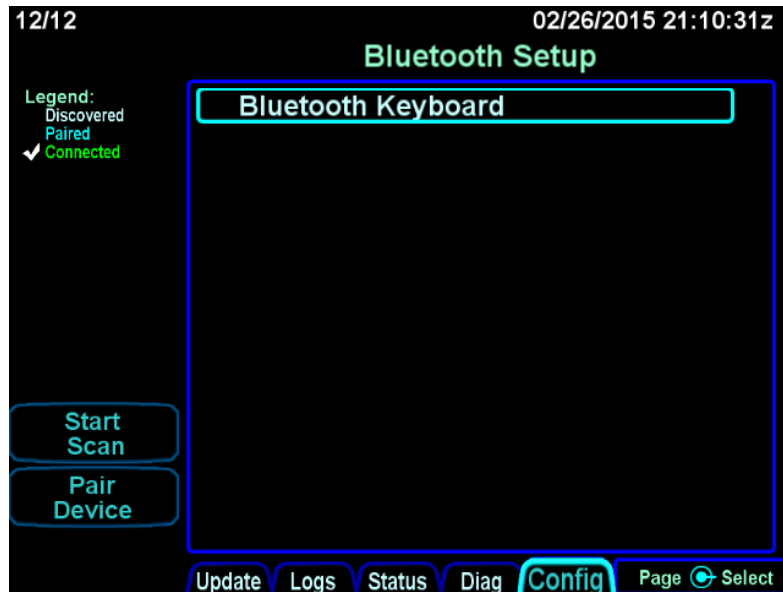 12/12 02/26/2015 21:10:31z
Bluetooth Setup
Legend:
Discovered
Paired
Connected
Bluetooth Keyboard
Start
Scan
Pair
Device
Update Logs Status Diag Config Page Select